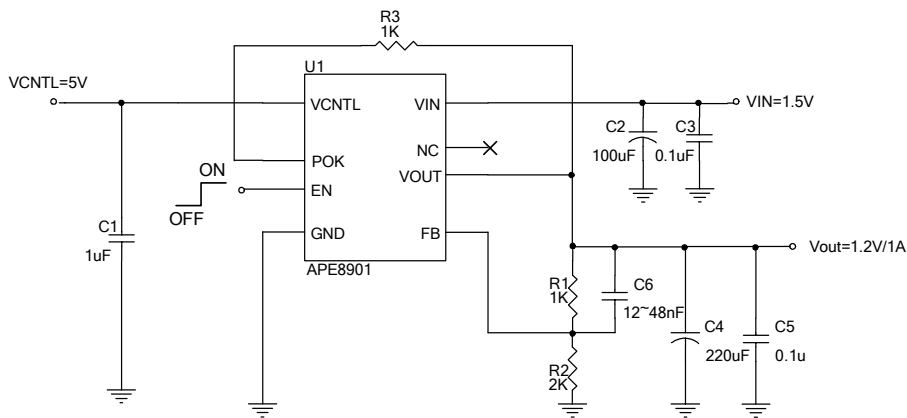 R3
1K
U1
VCNTL=5V
VCNTL
VIN
VIN=1.5V
C2
100uF
C3
0.1uF
NC
POK
VOUT
ON
OFF
EN
C1
1uF
GND
FB
APE8901
Vout=1.2V/1A
R1
1K
C6
12~48nF
C4
220uF
C5
0.1u
R2
2K